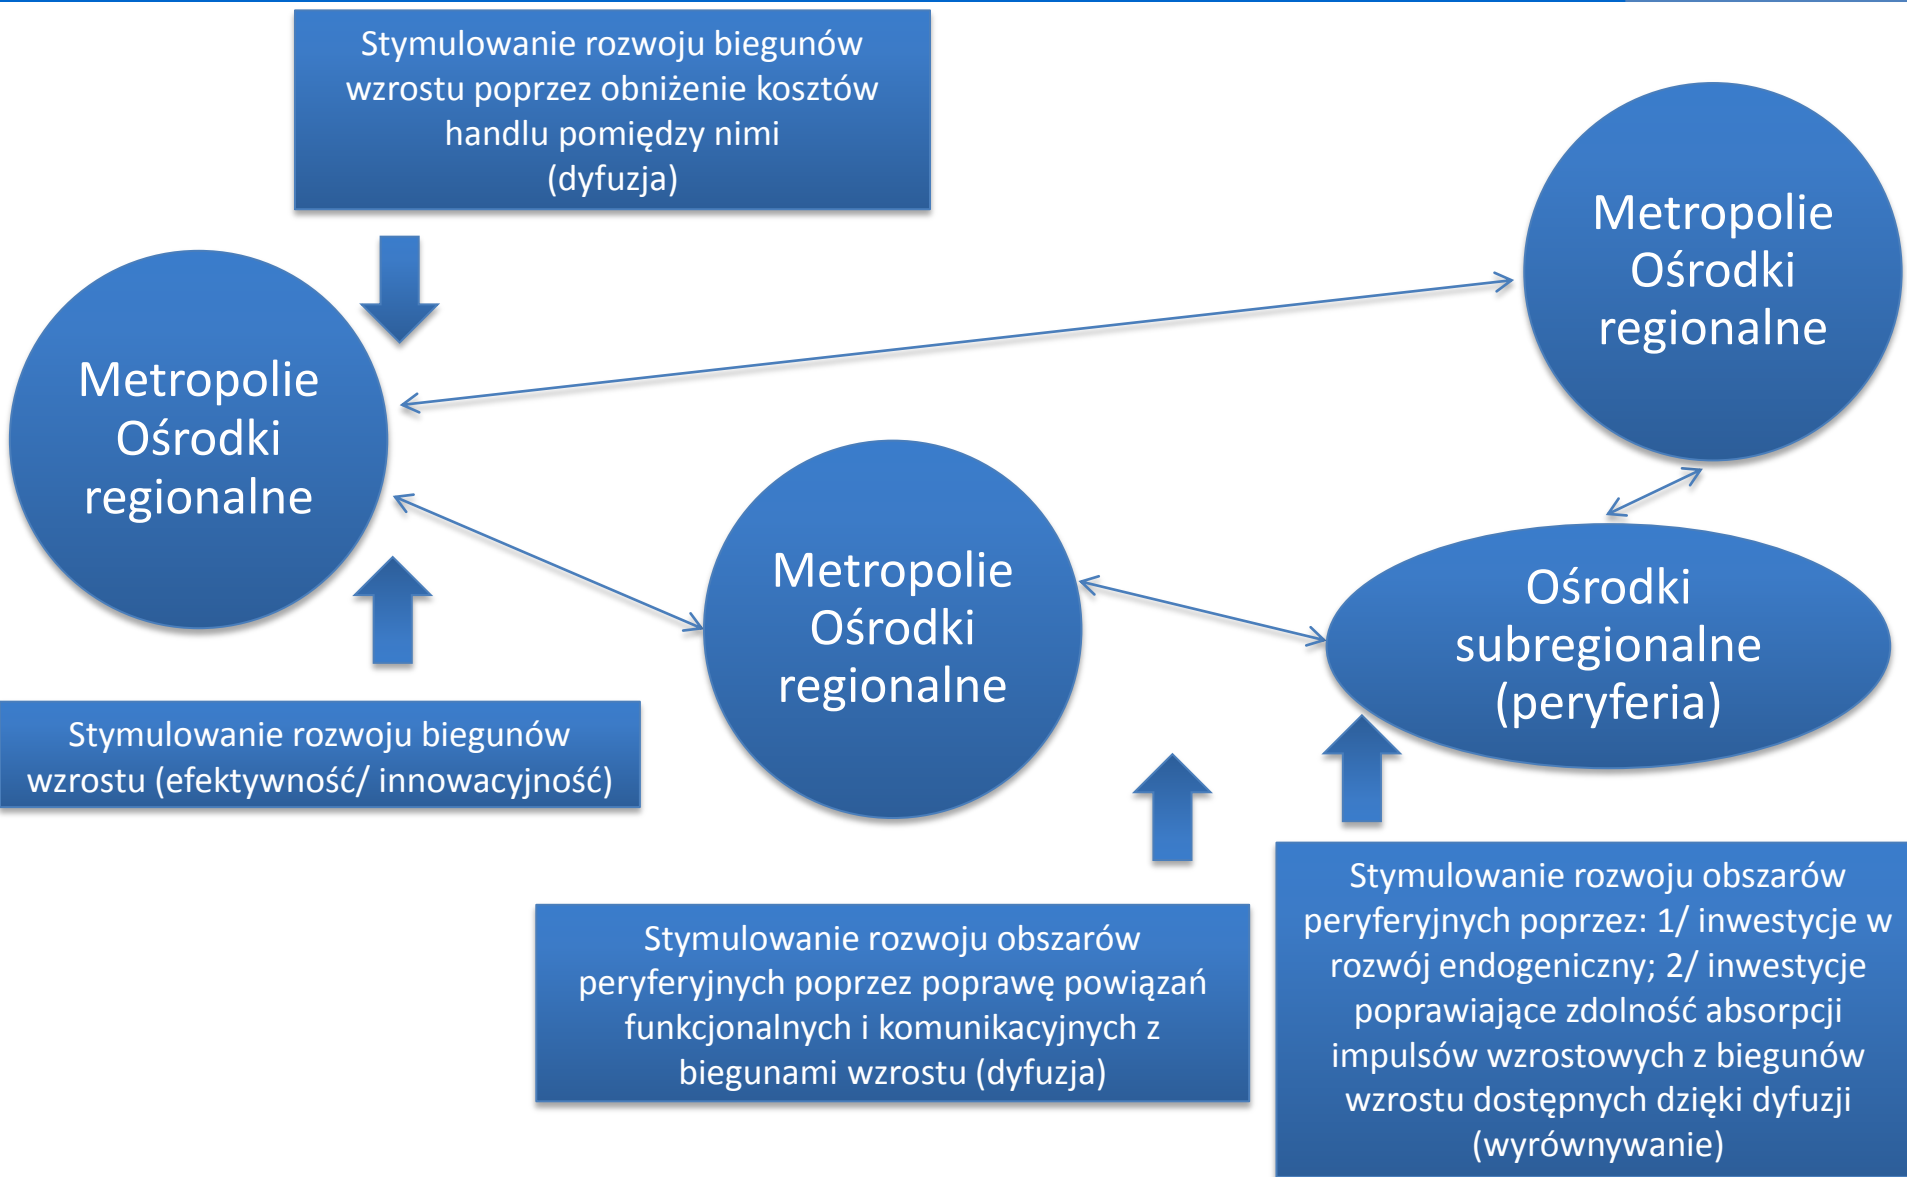 Stymulowanie rozwoju biegunów
wzrostu poprzez obniżenie kosztów
handlu pomiędzy nimi
(dyfuzja)
Metropolie
Ośrodki
regionalne
Metropolie
Ośrodki
regionalne
Metropolie
Ośrodki
regionalne
Ośrodki
subregionalne
(peryferia)
Stymulowanie rozwoju biegunów
wzrostu (efektywność/ innowacyjność)
Stymulowanie rozwoju obszarów
peryferyjnych poprzez poprawę powiązań
funkcjonalnych i komunikacyjnych z
biegunami wzrostu (dyfuzja)
Stymulowanie rozwoju obszarów
peryferyjnych poprzez: 1/ inwestycje w
rozwój endogeniczny; 2/ inwestycje
poprawiające zdolność absorpcji
impulsów wzrostowych z biegunów
wzrostu dostępnych dzięki dyfuzji
(wyrównywanie)